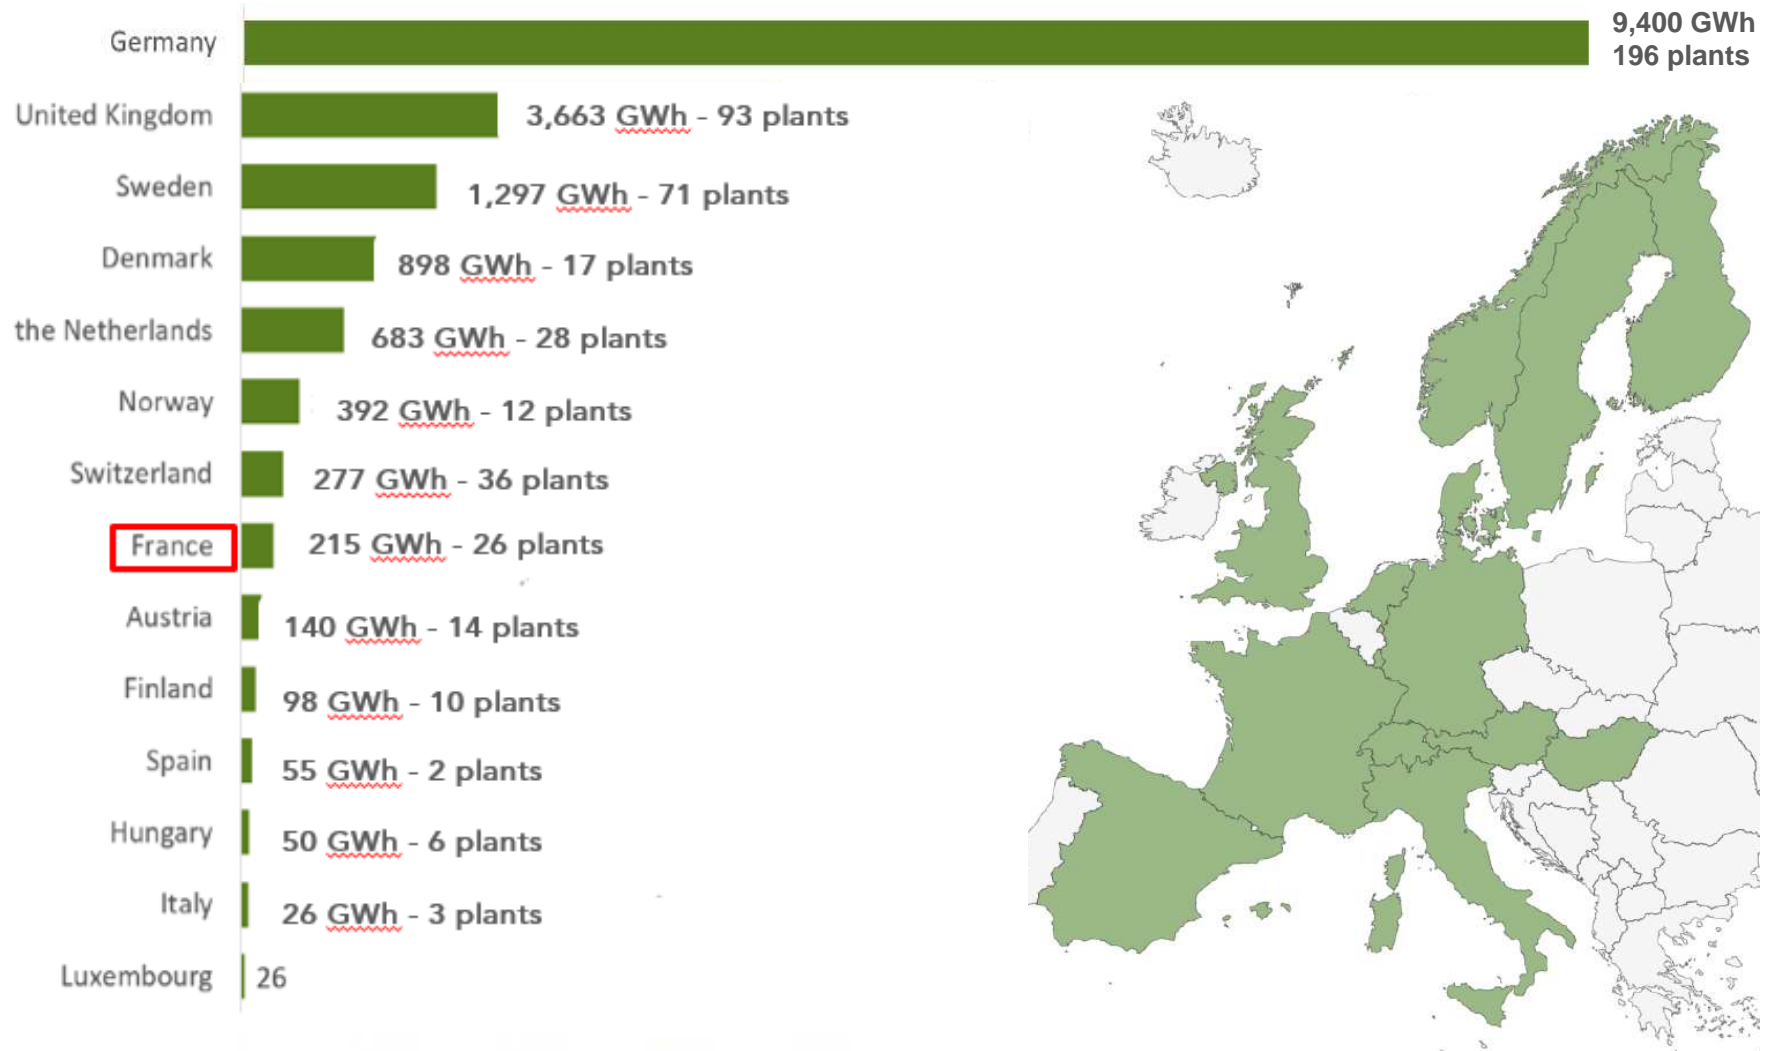 Germany
9,400 GWh
196 plants
United Kingdom 3,663 GWh - 93 plants
Sweden 1,297 GWh - 71 plants
Denmark 898 GWh - 17 plants
the Netherlands 683 GWh - 28 plants
Norway 392 GWh - 12 plants
Switzerland 277 GWh - 36 plants
France 215 GWh - 26 plants
Austria 140 GWh - 14 plants
Finland 98 GWh - 10 plants
Spain 55 GWh - 2 plants
Hungary 50 GWh - 6 plants
Italy 26 GWh - 3 plants
Luxembourg 26